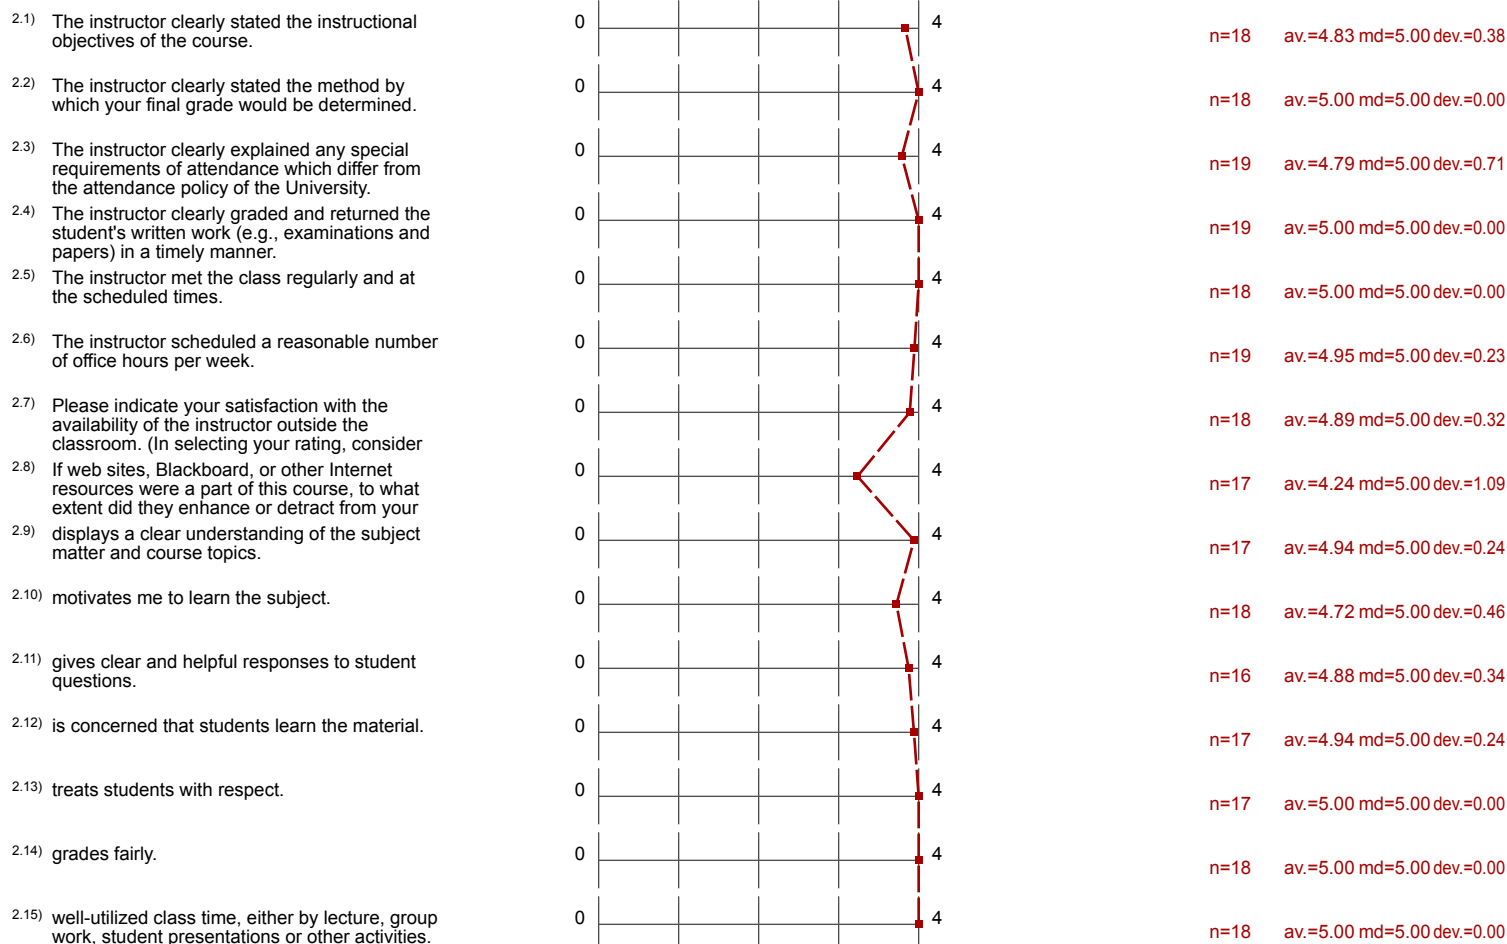 2.1) The instructor clearly stated the instructional objectives of the course. 0 4 n=18 av.=4.83 md=5.00 dev.=0.38
2.2) The instructor clearly stated the method by which your final grade would be determined. 0 4 n=18 av.=5.00 md=5.00 dev.=0.00
2.3) The instructor clearly explained any special requirements of attendance which differ from the attendance policy of the University. 0 4 n=19 av.=4.79 md=5.00 dev.=0.71
2.4) The instructor clearly graded and returned the student's written work (e.g., examinations and papers) in a timely manner. 0 4 n=19 av.=5.00 md=5.00 dev.=0.00
2.5) The instructor met the class regularly and at the scheduled times. 0 4 n=18 av.=5.00 md=5.00 dev.=0.00
2.6) The instructor scheduled a reasonable number of office hours per week. 0 4 n=19 av.=4.95 md=5.00 dev.=0.23
2.7) Please indicate your satisfaction with the availability of the instructor outside the classroom. (In selecting your rating, consider 0 4 n=18 av.=4.89 md=5.00 dev.=0.32
2.8) If web sites, Blackboard, or other Internet resources were a part of this course, to what extent did they enhance or detract from your 0 4 n=17 av.=4.24 md=5.00 dev.=1.09
2.9) displays a clear understanding of the subject matter and course topics. 0 4 n=17 av.=4.94 md=5.00 dev.=0.24
2.10) motivates me to learn the subject. 0 4 n=18 av.=4.72 md=5.00 dev.=0.46
2.11) gives clear and helpful responses to student questions. 0 4 n=16 av.=4.88 md=5.00 dev.=0.34
2.12) is concerned that students learn the material. 0 4 n=17 av.=4.94 md=5.00 dev.=0.24
2.13) treats students with respect. 0 4 n=17 av.=5.00 md=5.00 dev.=0.00
2.14) grades fairly. 0 4 n=18 av.=5.00 md=5.00 dev.=0.00
2.15) well-utilized class time, either by lecture, group work, student presentations or other activities. 0 4 n=18 av.=5.00 md=5.00 dev.=0.00